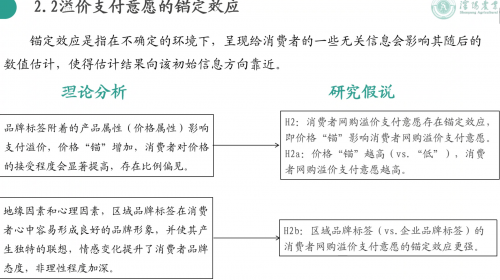 2.2溢价支付意愿的锚定效应
锚定效应是指在不确定的环境下，呈现给消费者的一些无关信息会影响其随后的
数值估计，使得估计结果向该初始信息方向靠近。
理论分析
研究假说
品牌标签附着的产品属性（价格属性）影响
支付溢价，价格“锚”增加，消费者对价格
的接受程度会显著提高，存在比例偏见。
H2：消费者网购溢价支付意愿存在锚定效应，
即价格“锚”影响消费者网购溢价支付意愿。
H2a：价格“锚”越高（vs.“低”），消费
者网购溢价支付意愿越高。
地缘因素和心理因素，区域品牌标签在消费
者心中容易形成良好的品牌形象，并使其产
生独特的联想，情感变化提升了消费者品牌
态度，非理性程度加深。
H2b：区域品牌标签（vs.企业品牌标签）的
消费者网购溢价支付意愿的锚定效应更强。